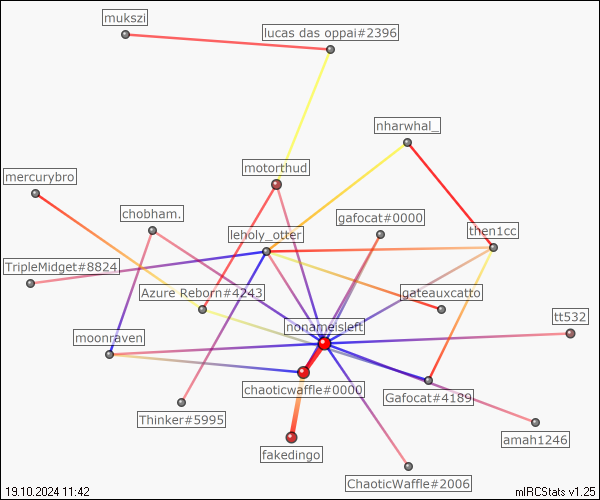 mukszi
lucas das oppai#2396
nharwhal_
motorthud
mercurybro
chobham.
gafocat#0000
leholy_otter
then1cc
TripleMidget#8824
Azure Reborn#4243
gateauxcatto
nonameisleft
tt532
moonraven
chaoticwaffle#0000
Gafocat#4189
Thinker#5995
amah1246
fakedingo
ChaoticWaffle#2006
19.10.2024 11:42
mIRCStats v1.25